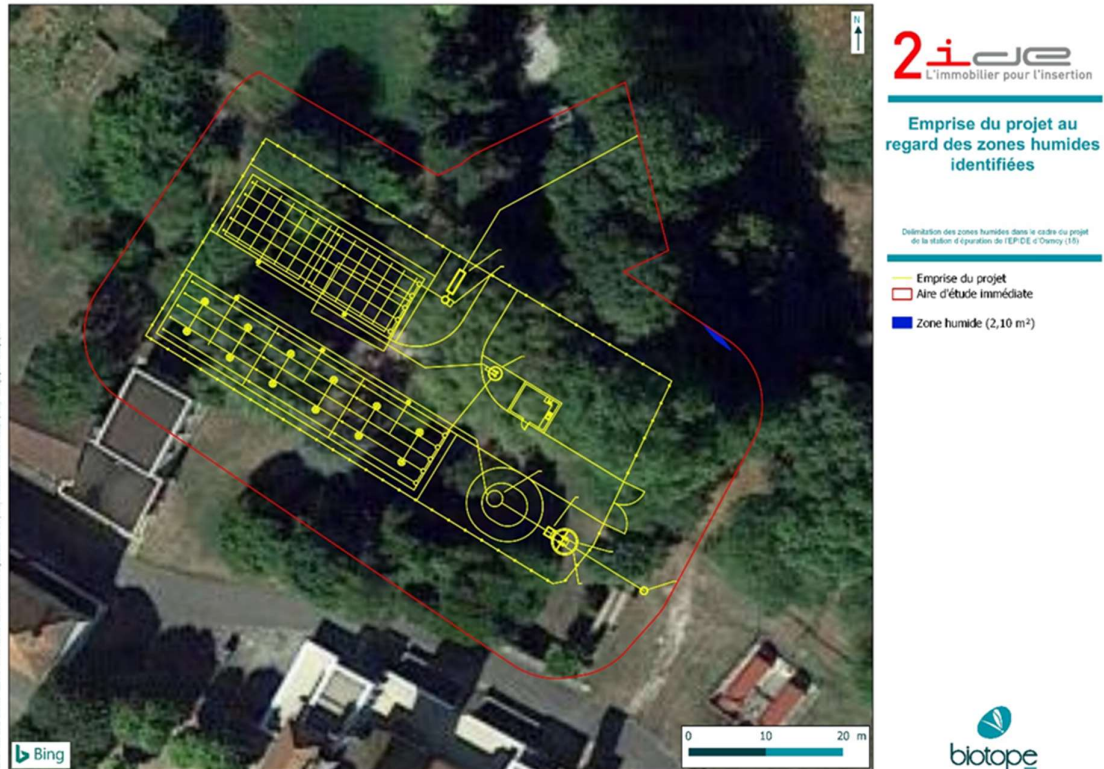 N
2ide
L'immobilier pour l'insertion
Emprise du projet au
regard des zones humides
identifiées
Délimitation des zones humides dans le cadre du projet
de la station d'épuration de l'EPIDE d'Osmoy (18)
Emprise du projet
Aire d'étude immédiate
Zone humide (2,10 m²)
0 10 20 m
Bing
biotope